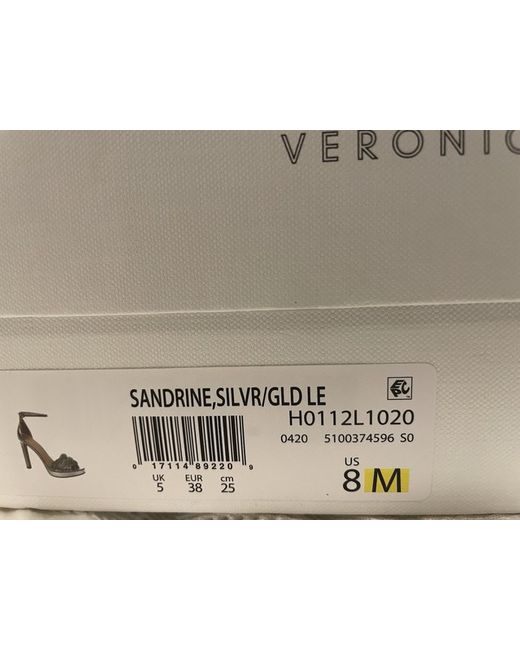 VERONIC
SANDRINE,SILVR/GLD LE
H0112L1020
0420 5100374596 S0
0 17114 89220 9
UK EUR cm
5 38 25
US
8 M